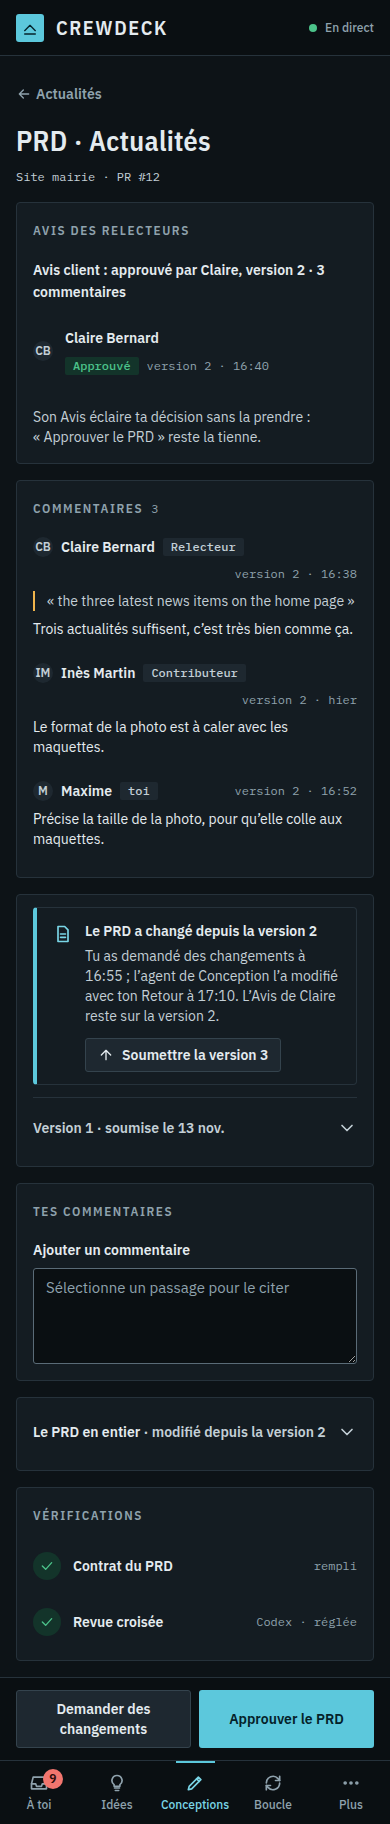 CREWDECK
En direct
← Actualités
PRD · Actualités
Site mairie · PR #12
AVIS DES RELECTEURS
Avis client : approuvé par Claire, version 2 · 3
commentaires
CB
Claire Bernard
Approuvé version 2 · 16:40
Son Avis éclaire ta décision sans la prendre :
« Approuver le PRD » reste la tienne.
COMMENTAIRES 3
CB Claire Bernard Relecteur
version 2 · 16:38
« the three latest news items on the home page »
Trois actualités suffisent, c’est très bien comme ça.
IM Inès Martin Contributeur
version 2 · hier
Le format de la photo est à caler avec les
maquettes.
M Maxime toi version 2 · 16:52
Précise la taille de la photo, pour qu’elle colle aux
maquettes.
Le PRD a changé depuis la version 2
Tu as demandé des changements à
16:55 ; l’agent de Conception l’a modifié
avec ton Retour à 17:10. L’Avis de Claire
reste sur la version 2.
↑ Soumettre la version 3
Version 1 · soumise le 13 nov.
TES COMMENTAIRES
Ajouter un commentaire
Sélectionne un passage pour le citer
Le PRD en entier · modifié depuis la version 2
VÉRIFICATIONS
Contrat du PRD rempli
Revue croisée Codex · réglée
Demander des
changements
Approuver le PRD
9
À toi Idées Conceptions Boucle Plus